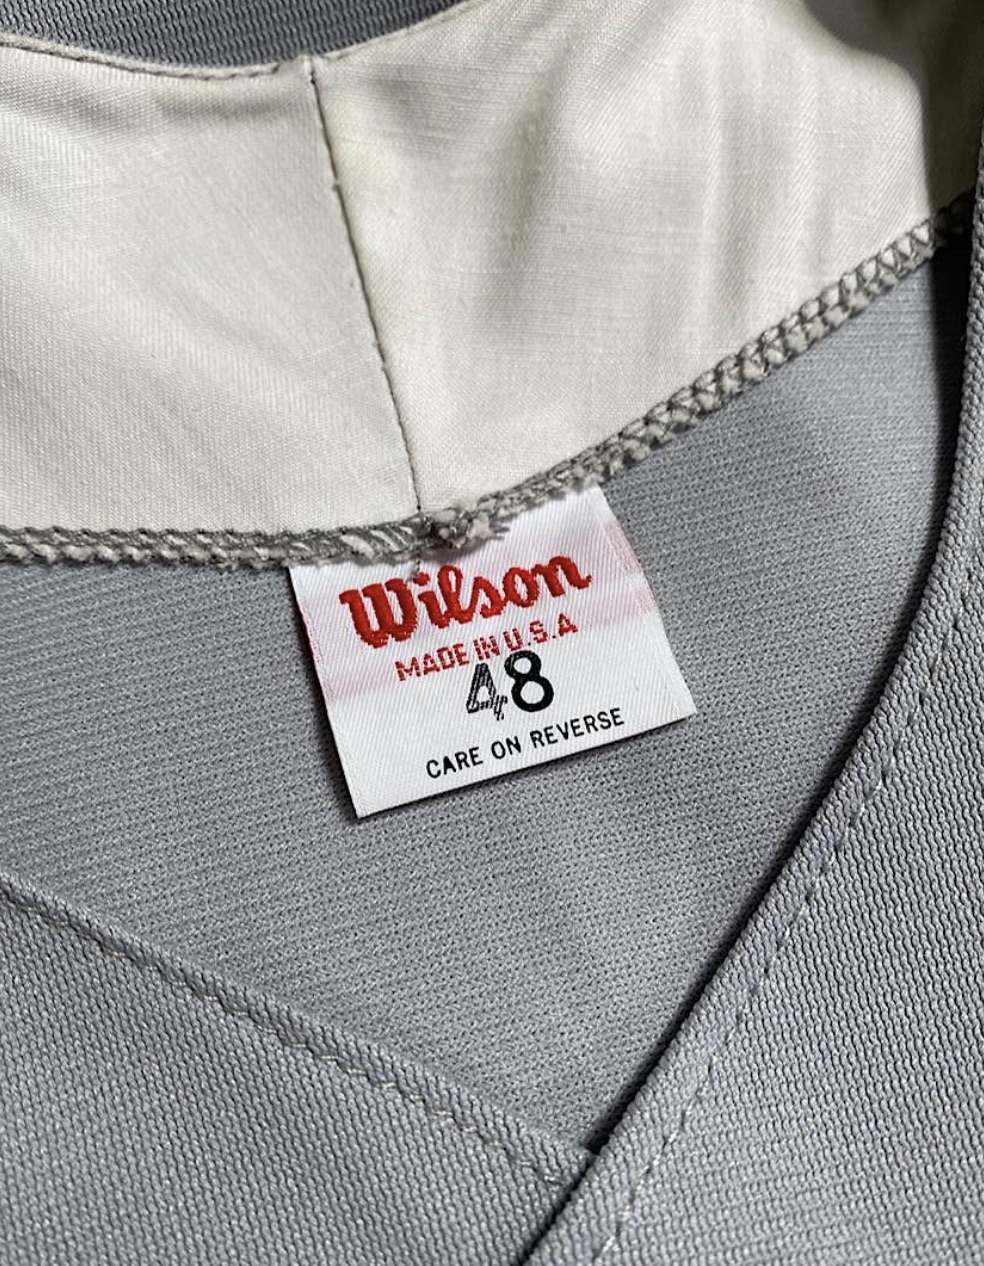 Wilson
MADE IN U.S.A
48
CARE ON REVERSE